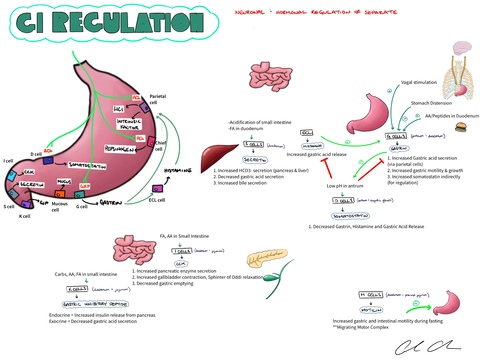 GI REGULATION
NEURONAL & HORMONAL REGULATION OF SEPARATE
Parietal
cell
ACh
HCl
INTRINSIC
FACTOR
PEPSINOGEN
ACh
Chief
cell
D cell
ACh
SOMATOSTATIN
I cell
CCK
SECRETIN
MUCUS
GRP
HISTAMINE
S cell
GIP
Mucous
cell
G cell
GASTRIN
ECL cell
K cell
-Acidification of small intestine
-FA in duodenum
S CELLS
SECRETIN
1. Increased HCO3- secretion (pancreas & liver)
2. Decreased gastric acid secretion
3. Increased bile secretion
ECL
HISTAMINE
Increased gastric acid release
Vagal stimulation
Stomach Distension
AA/Peptides in Duodenum
G CELLS
GASTRIN
1. Increased Gastric acid secretion
(via parietal cells)
2. Increased gastric motility & growth
3. Increased somatostatin indirectly
(for regulation)
Low pH in antrum
D CELLS
SOMATOSTATIN
1. Decreased Gastrin, Histamine and Gastric Acid Release
FA, AA in small intestine
I CELLS
CCK
1. Increased pancreatic enzyme secretion
2. Increased gallbladder contraction, Sphincter of Oddi relaxation
3. Decreased gastric emptying
Carbs, AA, FA in small intestine
K CELLS
GASTRIC INHIBITORY PEPTIDE
Endocrine = Increased insulin release from pancreas
Exocrine = Decreased gastric acid secretion
M CELLS
MOTILIN
Increased gastric and intestinal motility during fasting
**Migrating Motor Complex